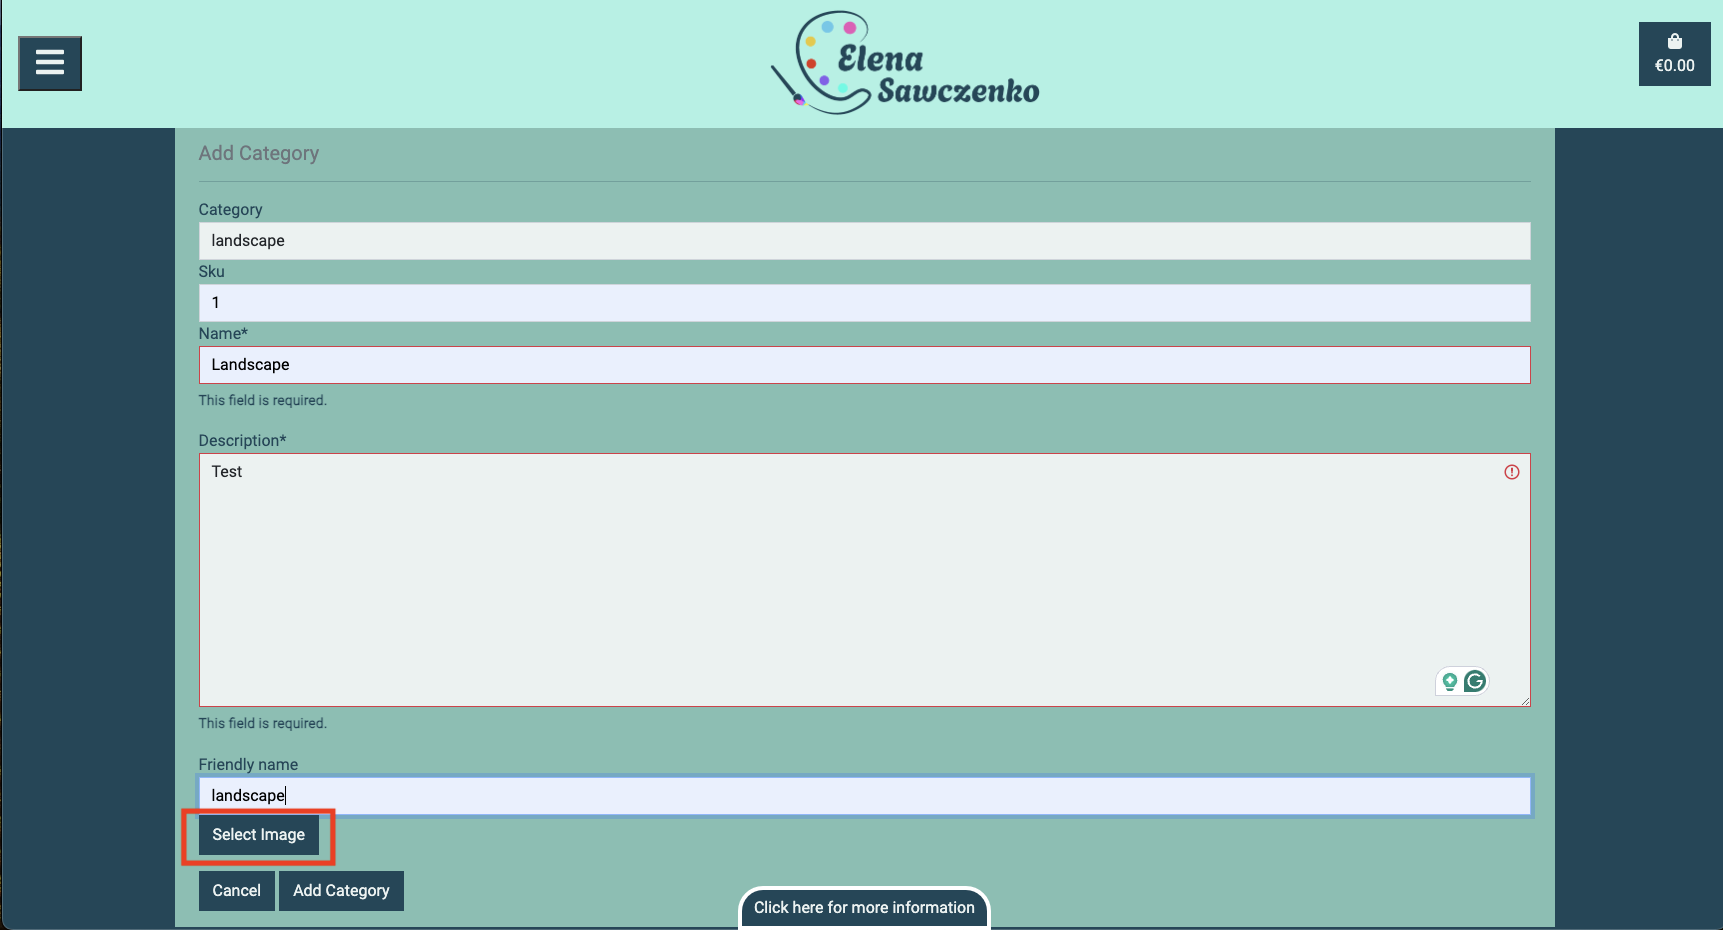 Elena
Sawczenko
€0.00
Add Category
Category
landscape
Sku
1
Name*
Landscape
This field is required.
Description*
Test
This field is required.
Friendly name
landscape
Select Image
Cancel Add Category
Click here for more information